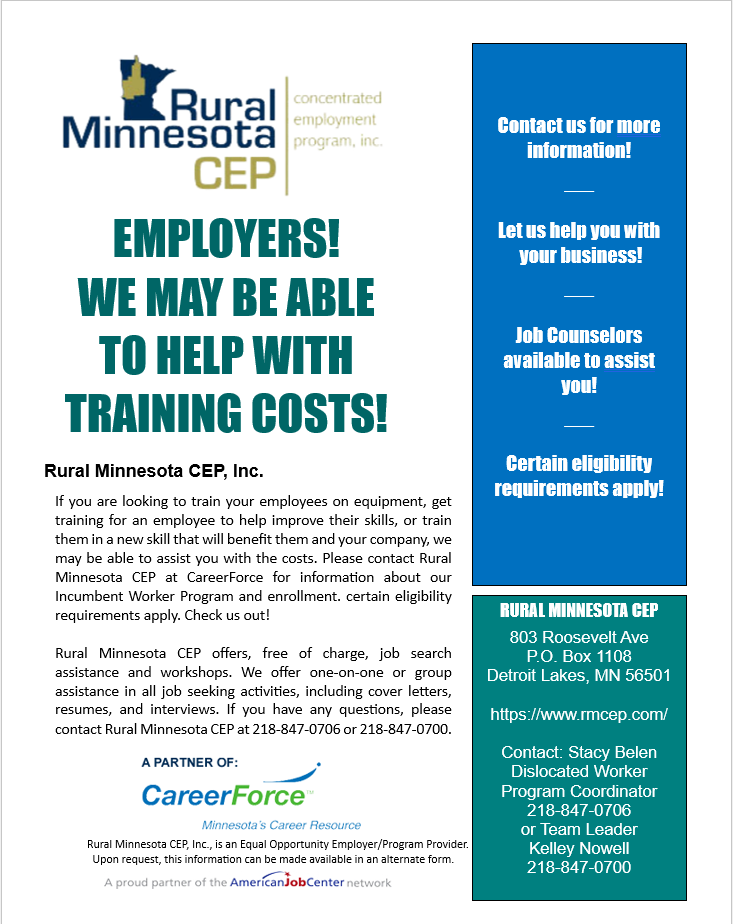 Rural
Minnesota
CEP
concentrated
employment
program, inc.
EMPLOYERS!
WE MAY BE ABLE
TO HELP WITH
TRAINING COSTS!
Rural Minnesota CEP, Inc.
If you are looking to train your employees on equipment, get
training for an employee to help improve their skills, or train
them in a new skill that will benefit them and your company, we
may be able to assist you with the costs. Please contact Rural
Minnesota CEP at CareerForce for information about our
Incumbent Worker Program and enrollment. certain eligibility
requirements apply. Check us out!
Rural Minnesota CEP offers, free of charge, job search
assistance and workshops. We offer one-on-one or group
assistance in all job seeking activities, including cover letters,
resumes, and interviews. If you have any questions, please
contact Rural Minnesota CEP at 218-847-0706 or 218-847-0700.
A PARTNER OF:
CareerForce™
Minnesota's Career Resource
Rural Minnesota CEP, Inc., is an Equal Opportunity Employer/Program Provider.
Upon request, this information can be made available in an alternate form.
A proud partner of the AmericanJobCenter network
Contact us for more
information!
Let us help you with
your business!
Job Counselors
available to assist
you!
Certain eligibility
requirements apply!
RURAL MINNESOTA CEP
803 Roosevelt Ave
P.O. Box 1108
Detroit Lakes, MN 56501
https://www.rmcep.com/
Contact: Stacy Belen
Dislocated Worker
Program Coordinator
218-847-0706
or Team Leader
Kelley Nowell
218-847-0700